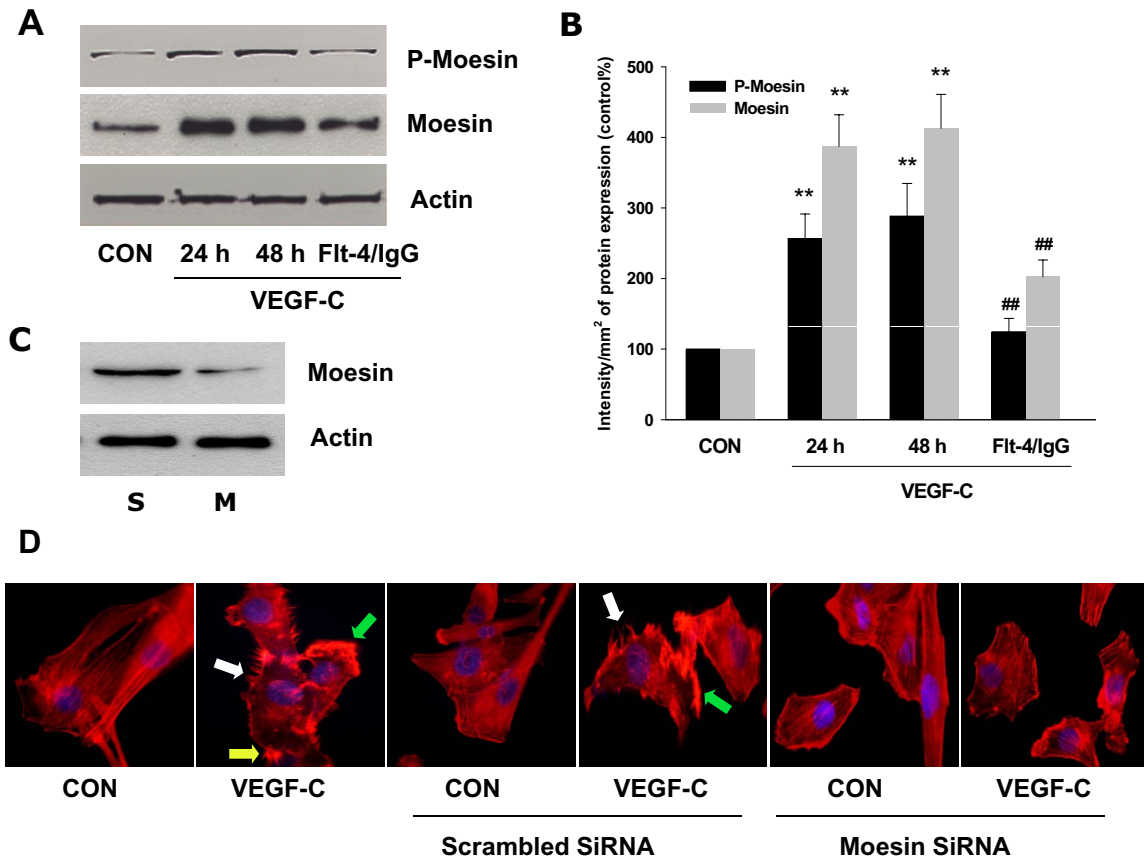 A
P-Moesin
Moesin
Actin
CON 24 h 48 h Flt-4/IgG
VEGF-C
B
Intensity/mm² of protein expression (control%)
500
400
300
200
100
0
P-Moesin
Moesin
**
**
**
**
##
##
CON 24 h 48 h Flt-4/IgG
VEGF-C
C
Moesin
Actin
S M
D
CON VEGF-C CON VEGF-C CON VEGF-C
Scrambled SiRNA Moesin SiRNA